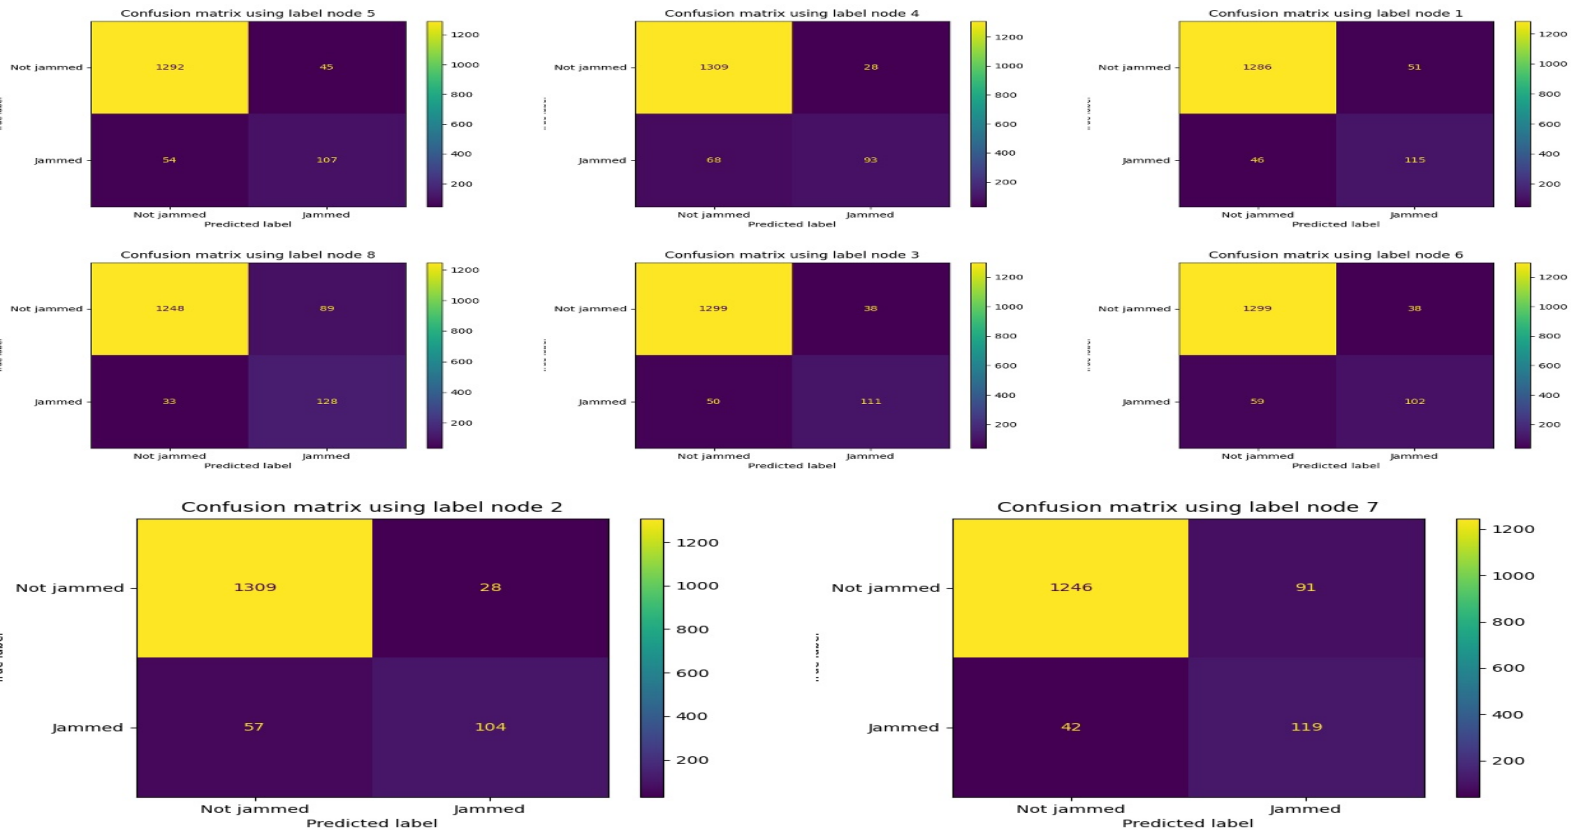 Confusion matrix using label node 5
Not jammed
1292
45
1200
1000
800
600
400
200
Jammed
54
107
Not jammed
Jammed
Predicted label
Confusion matrix using label node 4
Not jammed
1309
28
1200
1000
800
600
400
200
Jammed
68
93
Not jammed
Jammed
Predicted label
Confusion matrix using label node 1
Not jammed
1286
51
1200
1000
800
600
400
200
Jammed
46
115
Not jammed
Jammed
Predicted label
Confusion matrix using label node 8
Not jammed
1248
89
1200
1000
800
600
400
200
Jammed
33
128
Not jammed
Jammed
Predicted label
Confusion matrix using label node 3
Not jammed
1299
38
1200
1000
800
600
400
200
Jammed
50
111
Not jammed
Jammed
Predicted label
Confusion matrix using label node 6
Not jammed
1299
38
1200
1000
800
600
400
200
Jammed
59
102
Not jammed
Jammed
Predicted label
Confusion matrix using label node 2
Not jammed
1309
28
1200
1000
800
600
400
200
Jammed
57
104
Not jammed
Jammed
Predicted label
Confusion matrix using label node 7
Not jammed
1246
91
1200
1000
800
600
400
200
Jammed
42
119
Not jammed
Jammed
Predicted label